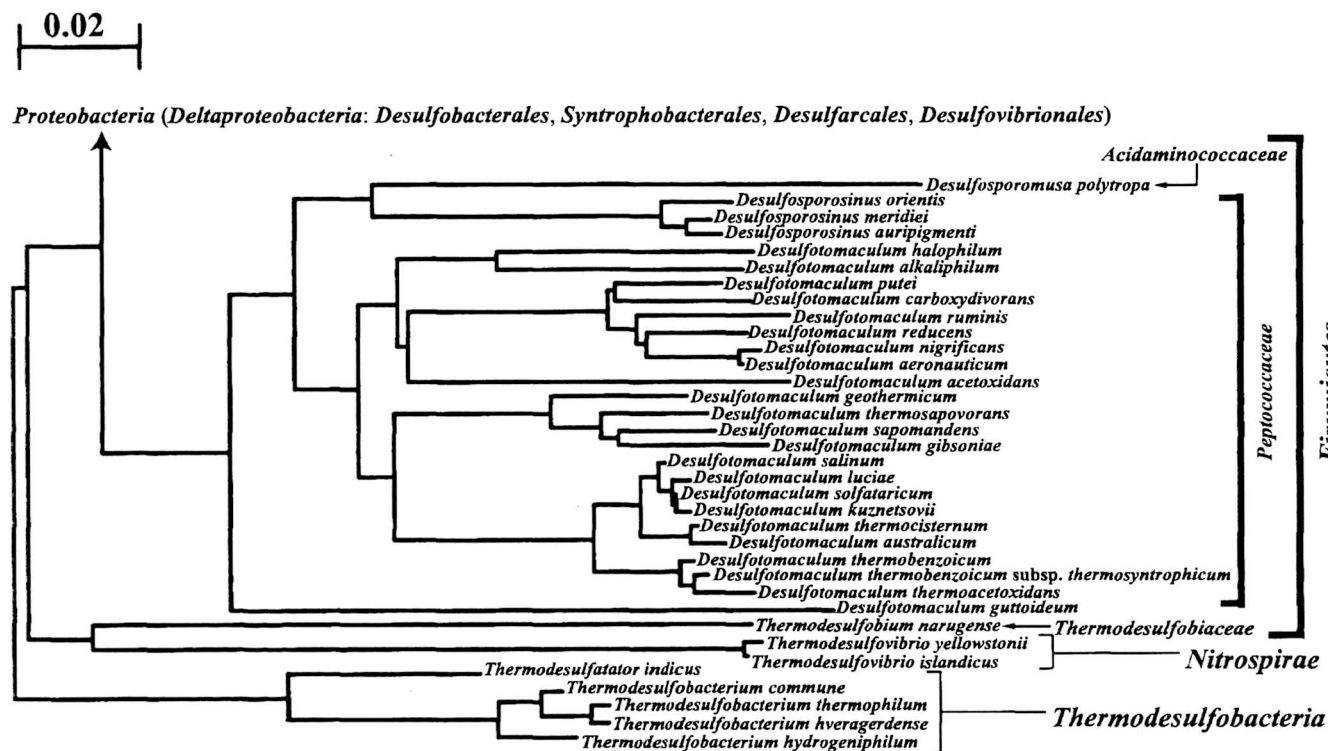 0.02
Proteobacteria (Deltaproteobacteria: Desulfobacterales, Syntrophobacterales, Desulfarcales, Desulfovibrionales)
Acidaminococcaceae
Desulfosporomusa polytropa
Desulfosporosinus orientis
Desulfosporosinus meridiei
Desulfosporosinus auripigmenti
Desulfotomaculum halophilum
Desulfotomaculum alkaliphilum
Desulfotomaculum putei
Desulfotomaculum carboxydivorans
Desulfotomaculum ruminis
Desulfotomaculum reducens
Desulfotomaculum nigrificans
Desulfotomaculum aeronauticum
Desulfotomaculum acetoxidans
Desulfotomaculum geothermicum
Desulfotomaculum thermosapovorans
Desulfotomaculum sapomandens
Desulfotomaculum gibsoniae
Desulfotomaculum salinum
Desulfotomaculum luciae
Desulfotomaculum solfataricum
Desulfotomaculum kuznetsovii
Desulfotomaculum thermocisternum
Desulfotomaculum australicum
Desulfotomaculum thermobenzoicum
Desulfotomaculum thermobenzoicum subsp. thermosyntrophicum
Desulfotomaculum thermoacetoxidans
Desulfotomaculum guttoideum
Peptococcaceae
Thermodesulfobium narugense
Thermodesulfobiaceae
Thermodesulfovibrio yellowstonii
Thermodesulfovibrio islandicus
Nitrospirae
Thermodesulfatator indicus
Thermodesulfobacterium commune
Thermodesulfobacterium thermophilum
Thermodesulfobacterium hveragerdense
Thermodesulfobacterium hydrogeniphilum
Thermodesulfobacteria